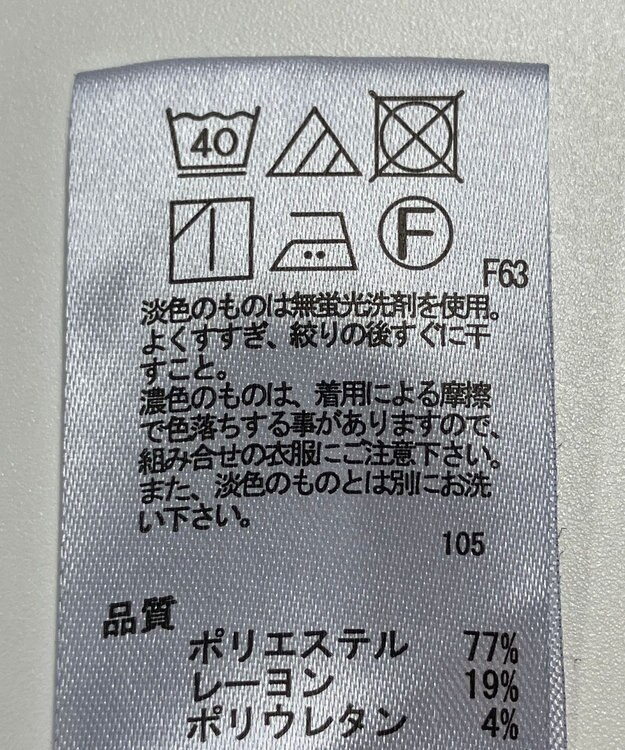 40
F
F63
淡色のものは無蛍光洗剤を使用。
よくすすぎ、絞りの後すぐに干
すこと。
濃色のものは、着用による摩擦
で色落ちする事がありますので、
組み合せの衣服にご注意下さい。
また、淡色のものとは別にお洗
い下さい。
105
品質
ポリエステル 77%
レーヨン 19%
ポリウレタン 4%